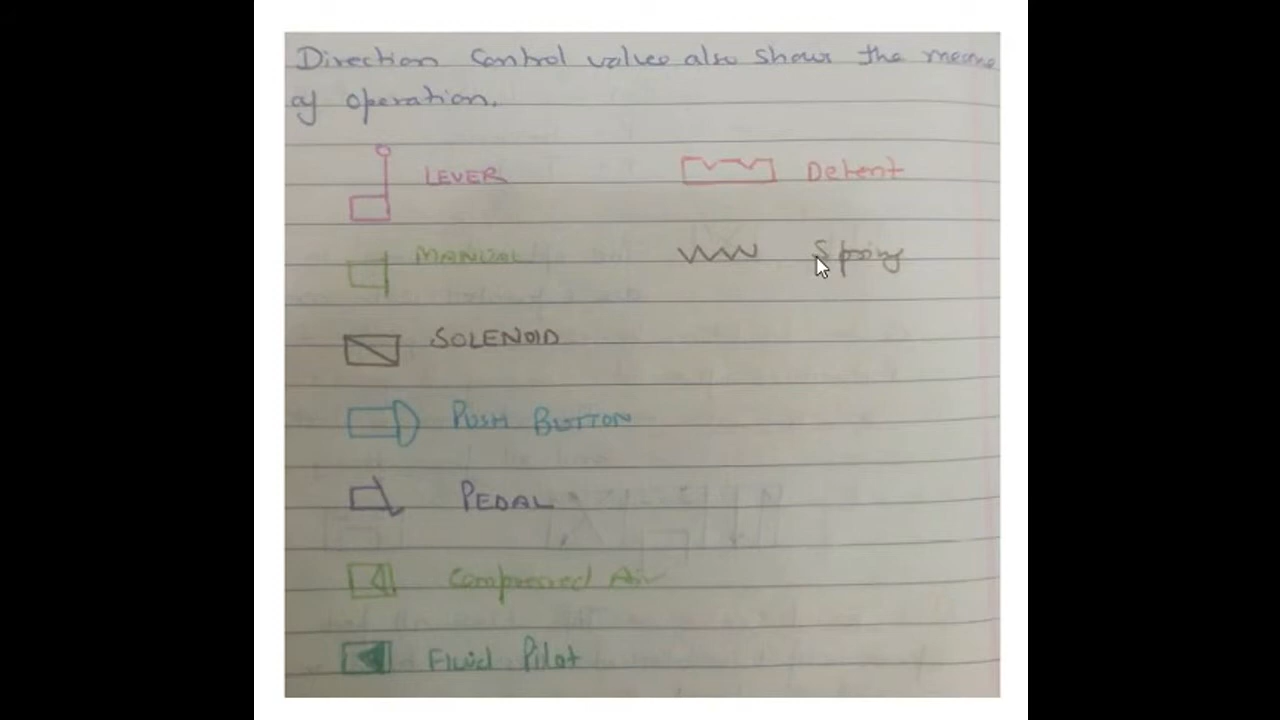 Direction Control valves also shows the means
of operation.
LEVER
Detent
MANUAL
Spring
SOLENOID
PUSH BUTTON
PEDAL
Compressed Air
Fluid Pilot